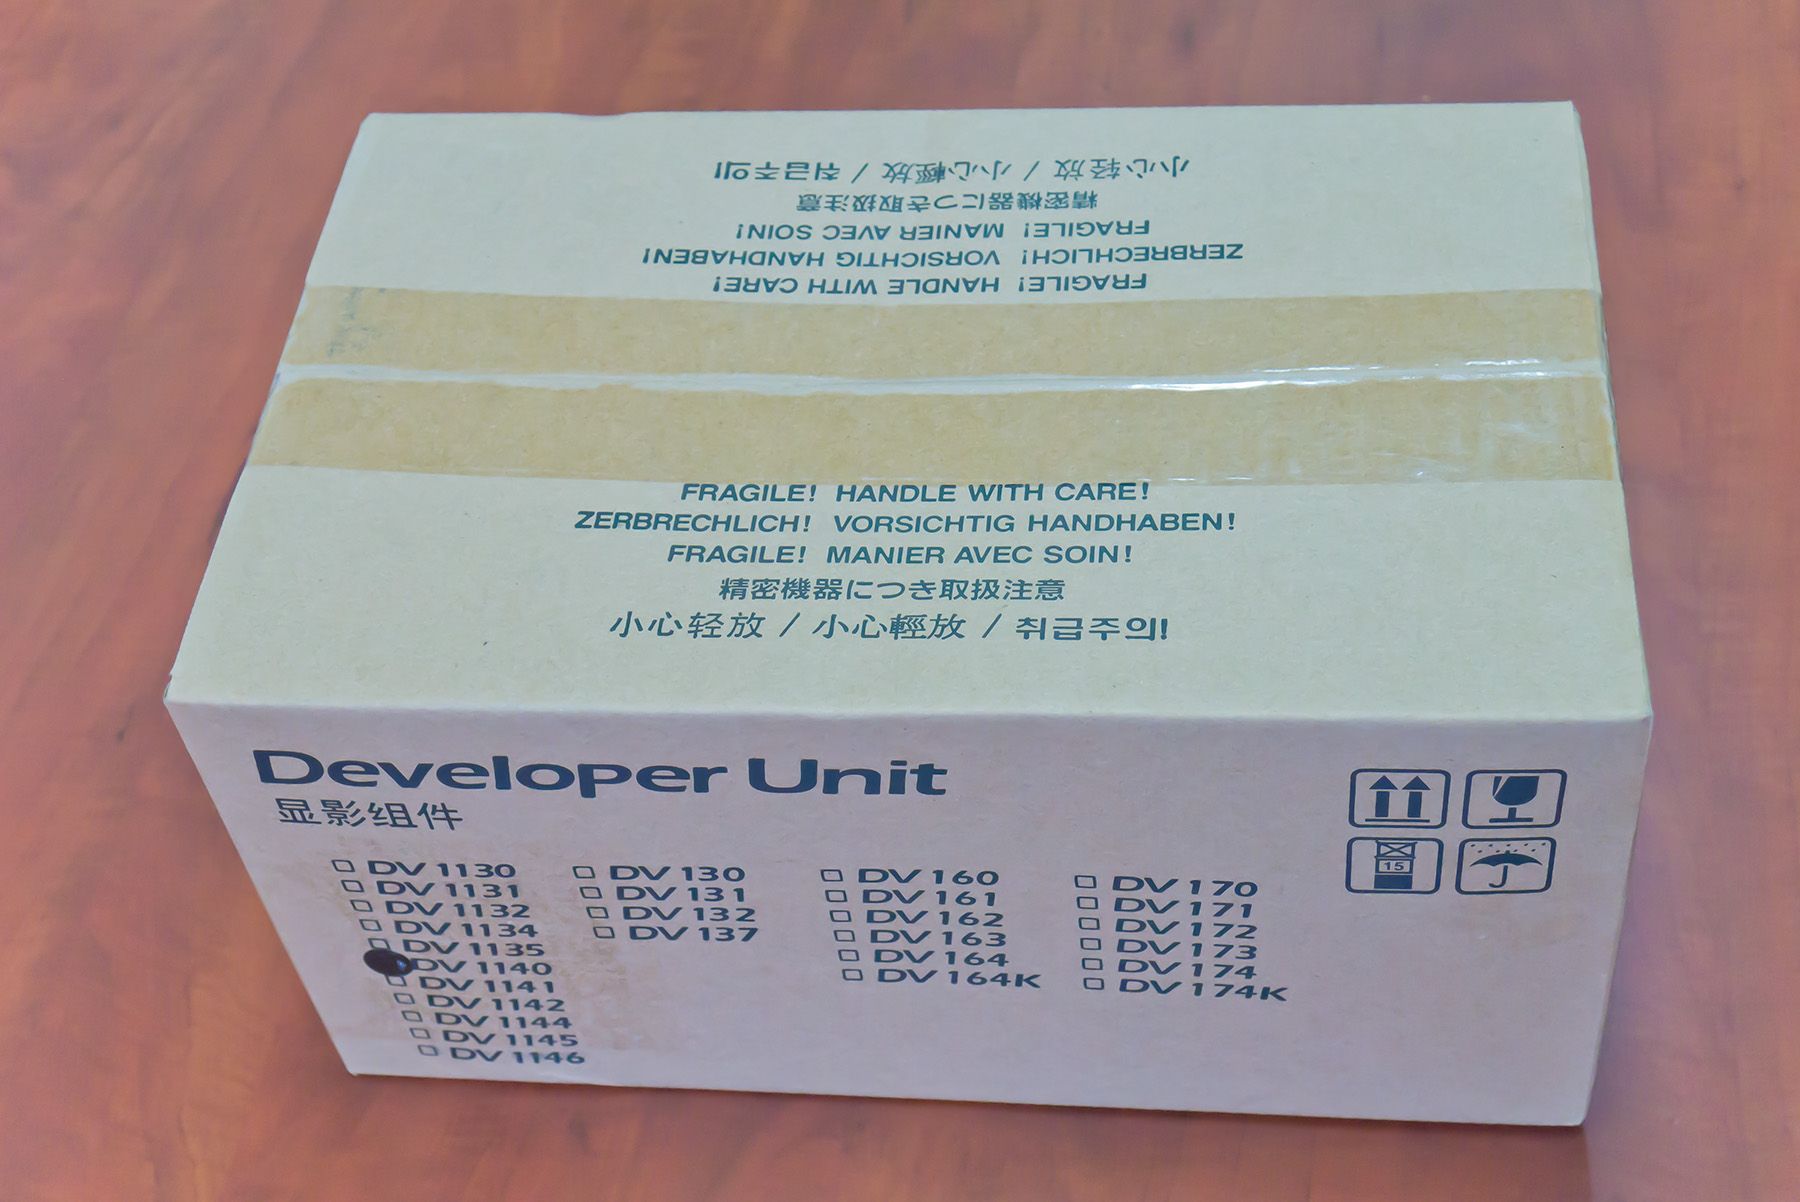 小心轻放 / 小心輕放 / 취급주의!
精密機器につき取扱注意
FRAGILE! MANIER AVEC SOIN!
ZERBRECHLICH! VORSICHTIG HANDHABEN!
FRAGILE! HANDLE WITH CARE!
FRAGILE! HANDLE WITH CARE!
ZERBRECHLICH! VORSICHTIG HANDHABEN!
FRAGILE! MANIER AVEC SOIN!
精密機器につき取扱注意
小心轻放 / 小心輕放 / 취급주의!
Developer Unit
显影组件
DV 1130
DV 1131
DV 1132
DV 1134
DV 1135
DV 1140
DV 1141
DV 1142
DV 1144
DV 1145
DV 1146
DV 130
DV 131
DV 132
DV 137
DV 160
DV 161
DV 162
DV 163
DV 164
DV 164K
DV 170
DV 171
DV 172
DV 173
DV 174
DV 174K
15